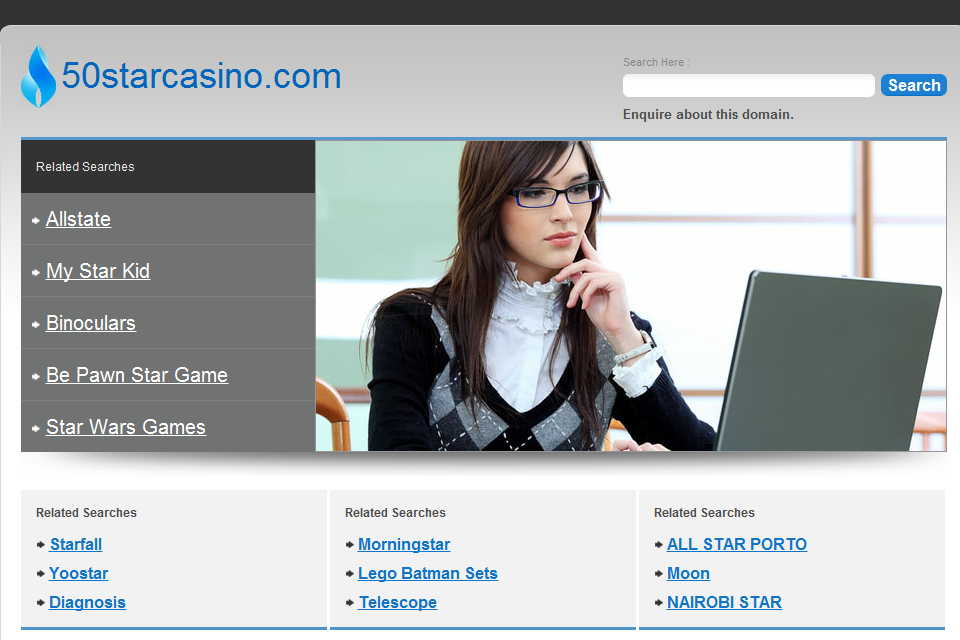 50starcasino.com
Search Here :
Search
Enquire about this domain.
Related Searches
Allstate
My Star Kid
Binoculars
Be Pawn Star Game
Star Wars Games
Related Searches
Starfall
Yoostar
Diagnosis
Related Searches
Morningstar
Lego Batman Sets
Telescope
Related Searches
ALL STAR PORTO
Moon
NAIROBI STAR